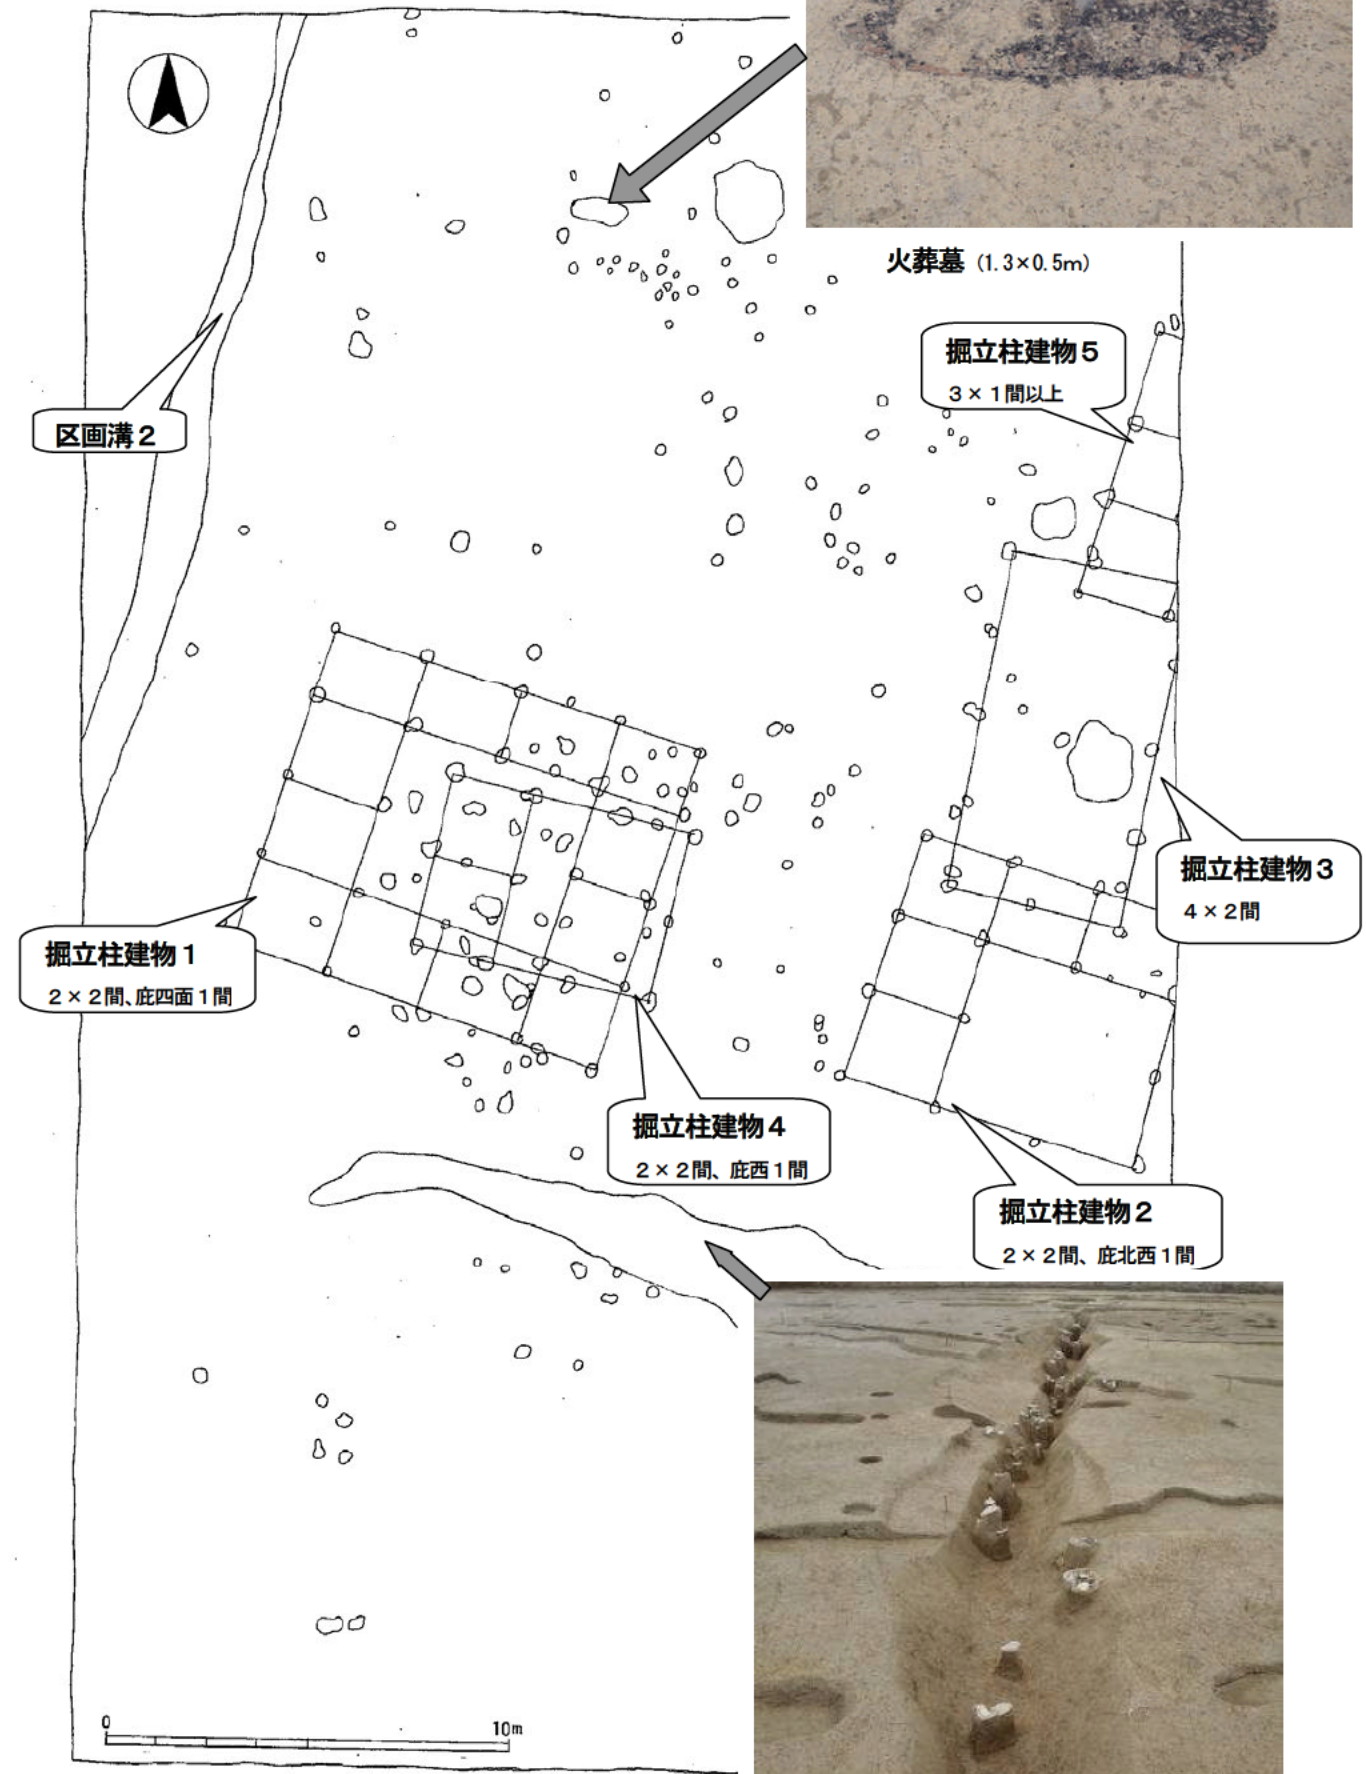 火葬墓 (1.3×0.5m)
掘立柱建物5
3×1間以上
区画溝2
掘立柱建物3
4×2間
掘立柱建物1
2×2間、庇四面1間
掘立柱建物4
2×2間、庇西1間
掘立柱建物2
2×2間、庇北西1間
0 10m